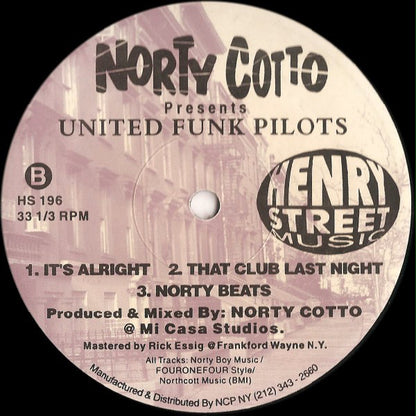 NORTY COTTO
Presents
UNITED FUNK PILOTS
B
HS 196
33 1/3 RPM
HENRY
STREET
MUSIC
1. IT'S ALRIGHT 2. THAT CLUB LAST NIGHT
3. NORTY BEATS
Produced & Mixed By: NORTY COTTO
@ Mi Casa Studios.
Mastered by Rick Essig @ Frankford Wayne N.Y.
All Tracks: Norty Boy Music /
FOURONEFOUR Style/
Northcott Music (BMI)
Manufactured & Distributed By NCP NY (212) 343-2660